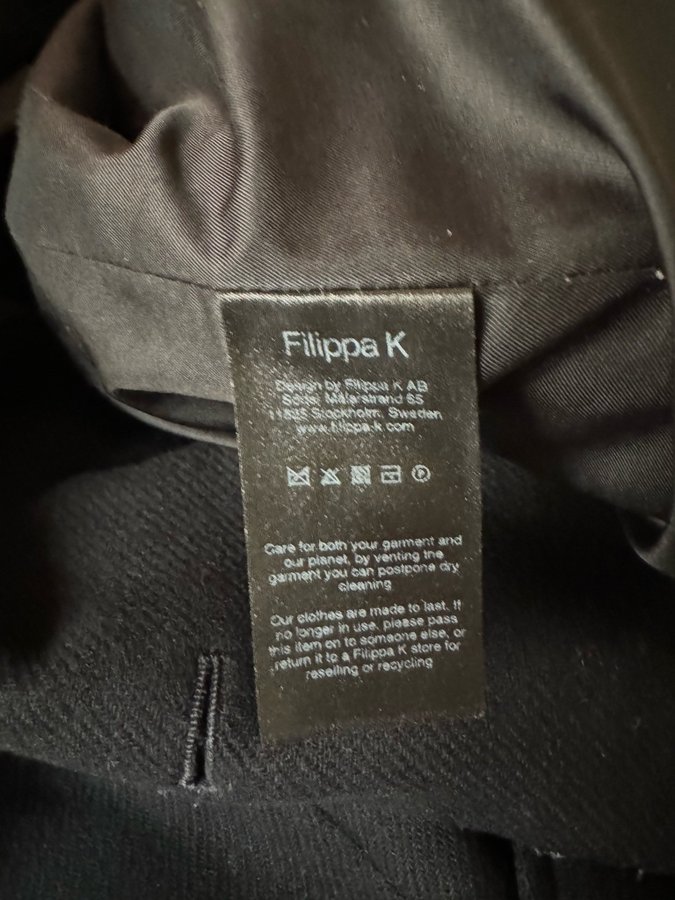 Filippa K
Design by Filippa K AB
Söder Mälarstrand 65
11825 Stockholm, Sweden
www.filippa-k.com
P
Care for both your garment and
our planet, by venting the
garment you can postpone dry
cleaning
Our clothes are made to last. If
no longer in use, please pass
this item on to someone else, or
return it to a Filippa K store for
reselling or recycling